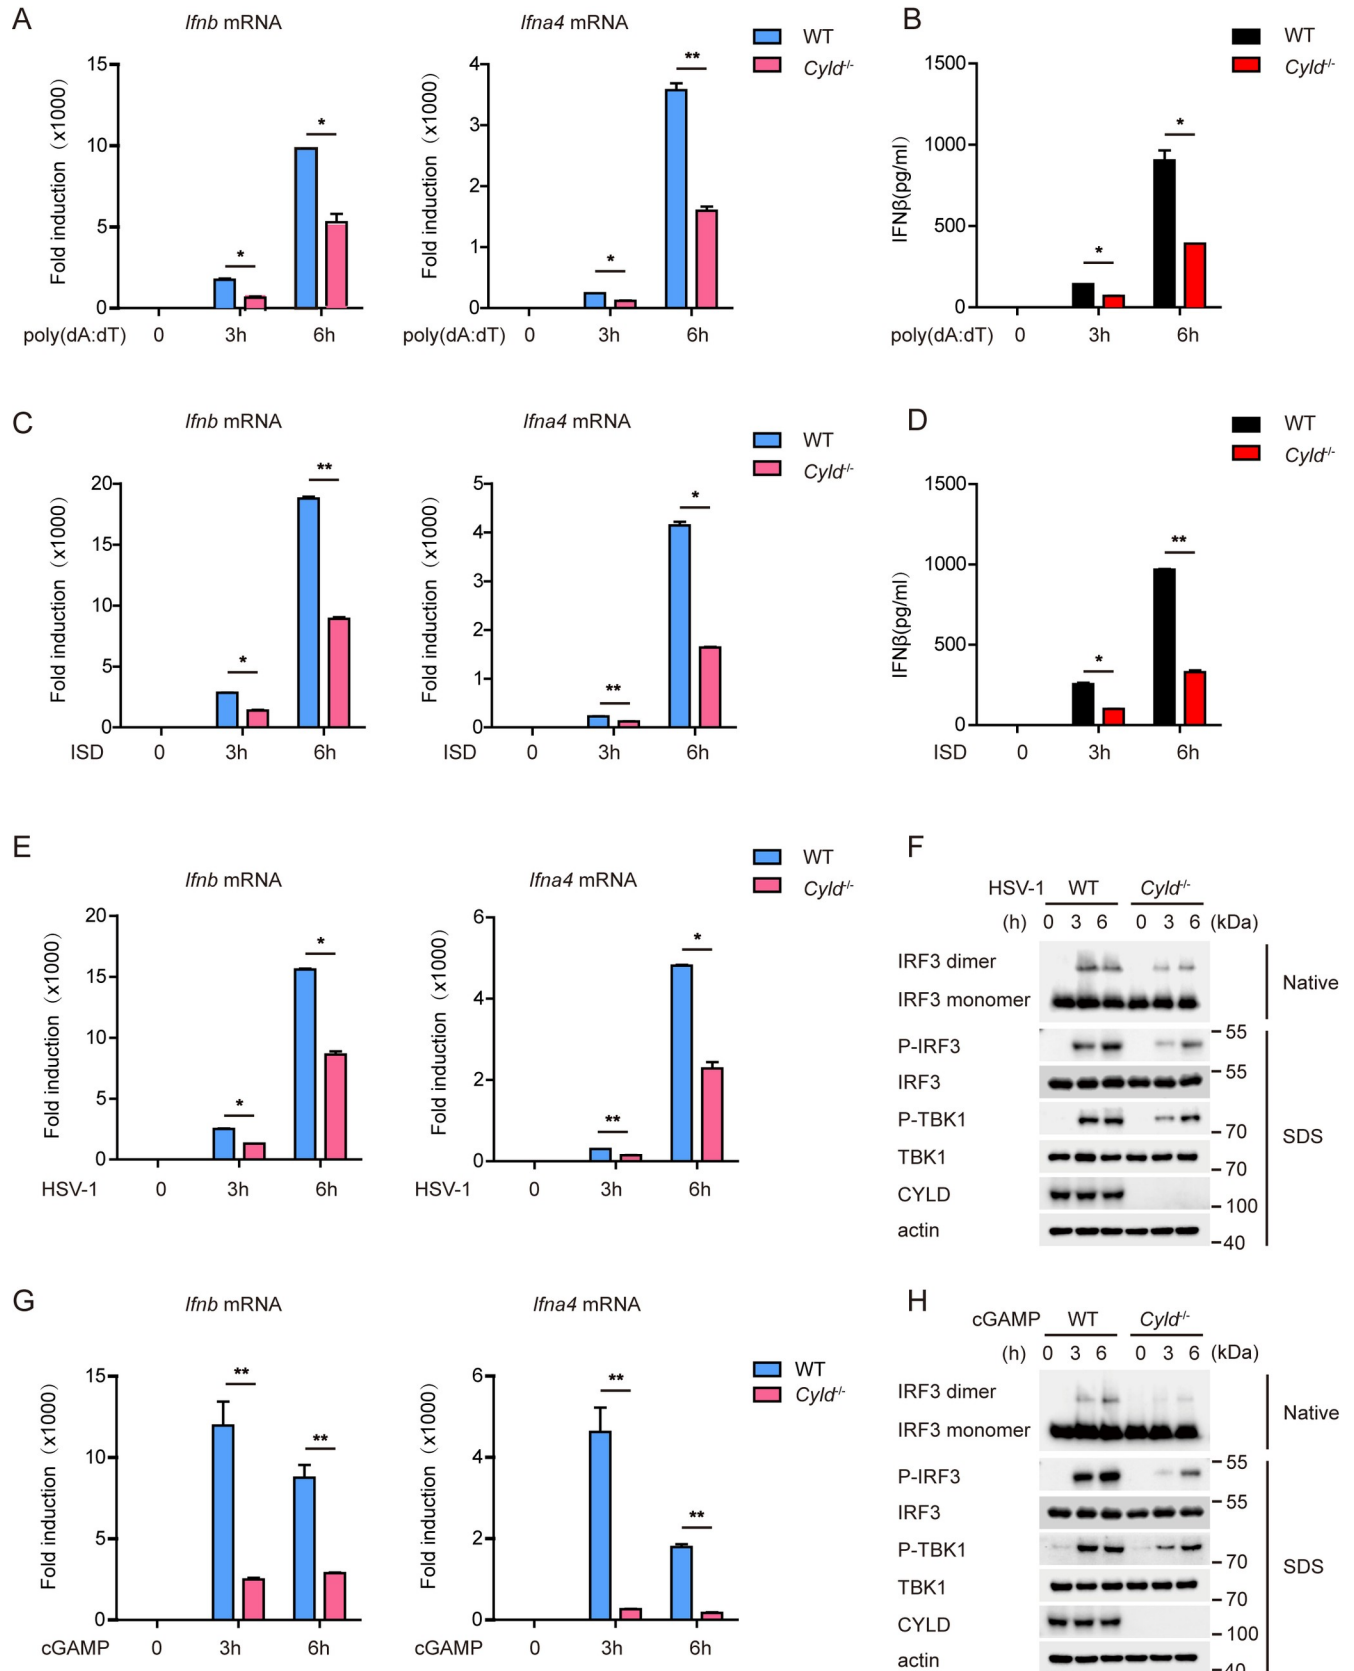 A
Ifnb mRNA
Fold induction (x1000)
15
10
5
0
*
*
poly(dA:dT) 0 3h 6h
Ifna4 mRNA
Fold induction (x1000)
4
3
2
1
0
*
**
poly(dA:dT) 0 3h 6h
WT
Cyld-/-
B
WT
Cyld-/-
IFNβ(pg/ml)
1500
1000
500
0
*
*
poly(dA:dT) 0 3h 6h
C
Ifnb mRNA
Fold induction (x1000)
20
15
10
5
0
*
**
ISD 0 3h 6h
Ifna4 mRNA
Fold induction (x1000)
5
4
3
2
1
0
**
*
ISD 0 3h 6h
WT
Cyld-/-
D
WT
Cyld-/-
IFNβ(pg/ml)
1500
1000
500
0
*
**
ISD 0 3h 6h
E
Ifnb mRNA
Fold induction (x1000)
20
15
10
5
0
*
*
HSV-1 0 3h 6h
Ifna4 mRNA
Fold induction (x1000)
6
4
2
0
**
*
HSV-1 0 3h 6h
WT
Cyld-/-
F
HSV-1 WT Cyld-/-
(h) 0 3 6 0 3 6 (kDa)
IRF3 dimer
IRF3 monomer
Native
P-IRF3 55
IRF3 55
P-TBK1 70
TBK1 70
CYLD 100
actin 40
SDS
G
Ifnb mRNA
Fold induction (x1000)
15
10
5
0
**
**
cGAMP 0 3h 6h
Ifna4 mRNA
Fold induction (x1000)
6
4
2
0
**
**
cGAMP 0 3h 6h
WT
Cyld-/-
H
cGAMP WT Cyld-/-
(h) 0 3 6 0 3 6 (kDa)
IRF3 dimer
IRF3 monomer
Native
P-IRF3 55
IRF3 55
P-TBK1 70
TBK1 70
CYLD 100
actin 40
SDS